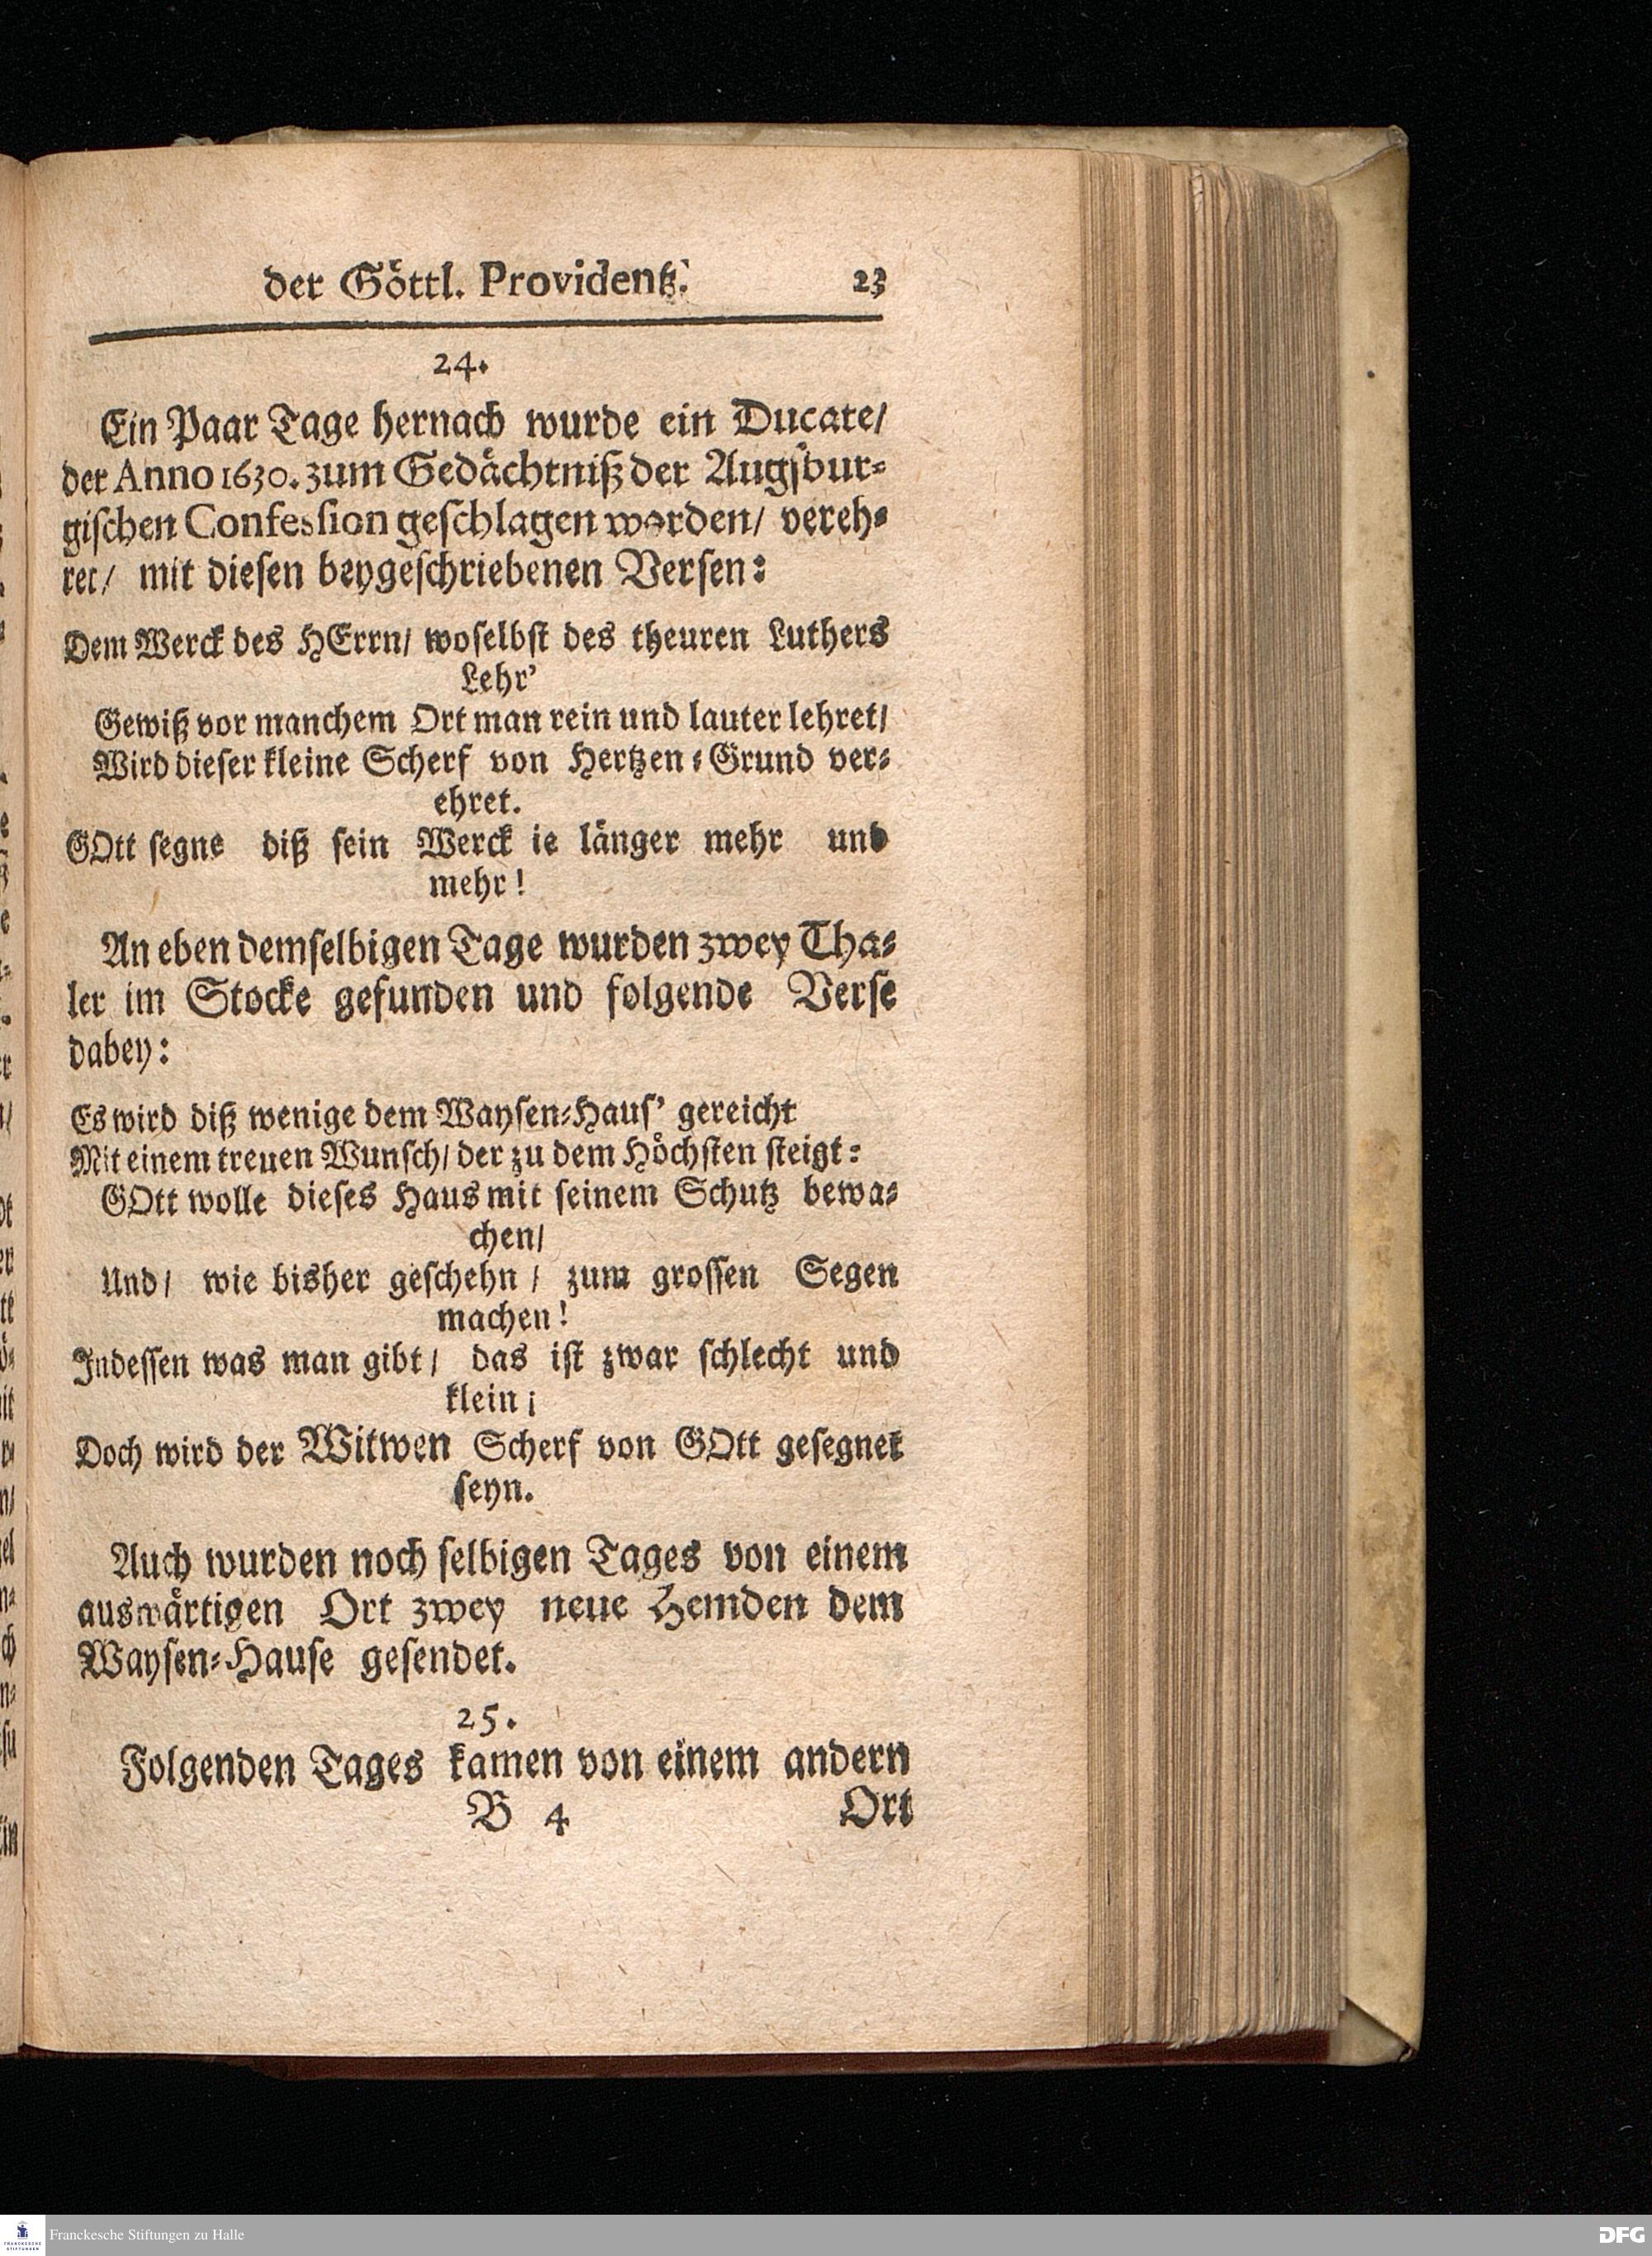 der Göttl. Providentz. 23
24.
Ein Paar Tage hernach wurde ein Ducate/
der Anno 1630. zum Gedächtniß der Augſbur-
giſchen Confesſion geſchlagen worden/ vereh-
ret/ mit dieſen beygeſchriebenen Verſen:
Dem Werck des HErrn/ woſelbſt des theuren Luthers
Lehr’
Gewiß vor manchem Ort man rein und lauter lehret/
Wird dieſer kleine Scherf von Hertzen-Grund ver-
ehret.
GOtt ſegne diß ſein Werck ie länger mehr und
mehr!
An eben demſelbigen Tage wurden zwey Tha-
ler im Stocke gefunden und folgende Verſe
dabey:
Es wird diß wenige dem Wayſen-Hauſ’ gereicht
Mit einem treuen Wunſch/ der zu dem Höchſten ſteigt:
GOtt wolle dieſes Haus mit ſeinem Schutz bewa-
chen/
Und/ wie bisher geſchehn/ zum groſſen Segen
machen!
Indeſſen was man gibt/ das iſt zwar ſchlecht und
klein;
Doch wird der Witwen Scherf von GOtt geſegnet
ſeyn.
Auch wurden noch ſelbigen Tages von einem
auswärtigen Ort zwey neue Hemden dem
Wayſen-Hauſe geſendet.
25.
Folgenden Tages kamen von einem andern
B 4 Ort
Franckesche Stiftungen zu Halle
DFG